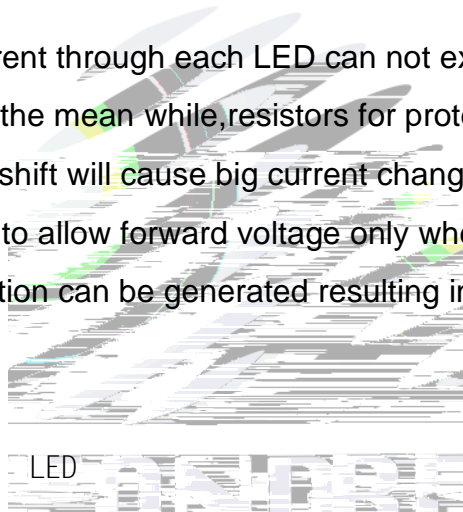 rent through each LED can not ex
the mean while,resistors for prote
shift will cause big current chang
to allow forward voltage only whe
tion can be generated resulting in
LED